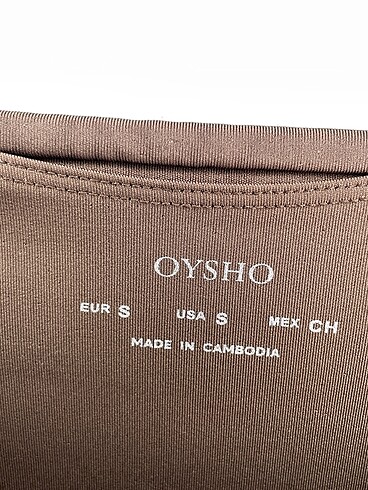 OYSHO
EUR S USA S MEX CH
MADE IN CAMBODIA